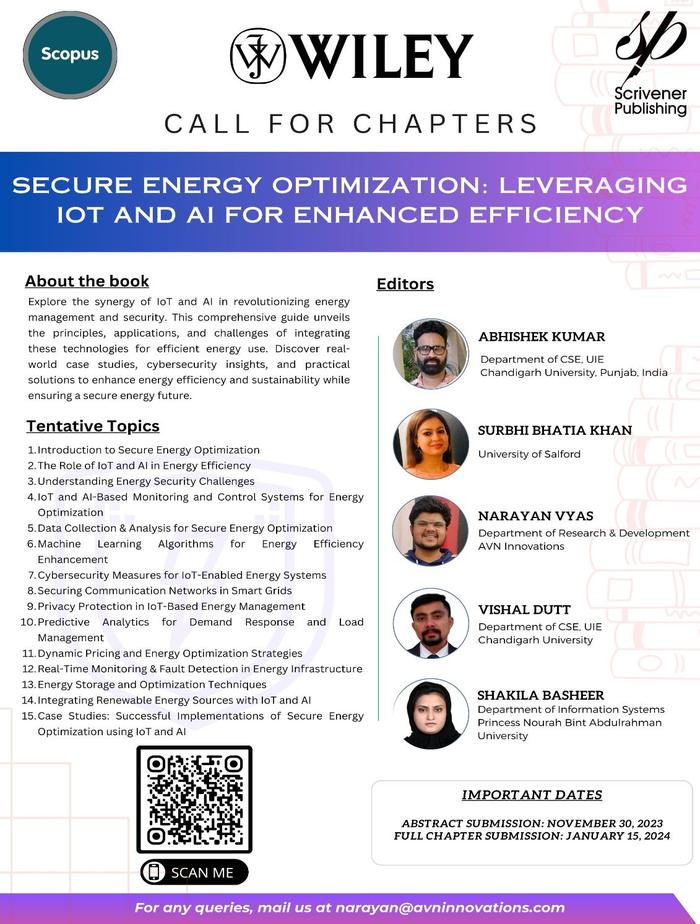 Scopus
WILEY
Scrivener
Publishing
CALL FOR CHAPTERS
SECURE ENERGY OPTIMIZATION: LEVERAGING
IOT AND AI FOR ENHANCED EFFICIENCY
About the book
Explore the synergy of IoT and AI in revolutionizing energy
management and security. This comprehensive guide unveils
the principles, applications, and challenges of integrating
these technologies for efficient energy use. Discover real-
world case studies, cybersecurity insights, and practical
solutions to enhance energy efficiency and sustainability while
ensuring a secure energy future.
Tentative Topics
1. Introduction to Secure Energy Optimization
2. The Role of IoT and AI in Energy Efficiency
3. Understanding Energy Security Challenges
4. IoT and AI-Based Monitoring and Control Systems for Energy
Optimization
5. Data Collection & Analysis for Secure Energy Optimization
6. Machine Learning Algorithms for Energy Efficiency
Enhancement
7. Cybersecurity Measures for IoT-Enabled Energy Systems
8. Securing Communication Networks in Smart Grids
9. Privacy Protection in IoT-Based Energy Management
10. Predictive Analytics for Demand Response and Load
Management
11. Dynamic Pricing and Energy Optimization Strategies
12. Real-Time Monitoring & Fault Detection in Energy Infrastructure
13. Energy Storage and Optimization Techniques
14. Integrating Renewable Energy Sources with IoT and AI
15. Case Studies: Successful Implementations of Secure Energy
Optimization using IoT and AI
SCAN ME
Editors
ABHISHEK KUMAR
Department of CSE, UIE
Chandigarh University, Punjab, India
SURBHI BHATIA KHAN
University of Salford
NARAYAN VYAS
Department of Research & Development
AVN Innovations
VISHAL DUTT
Department of CSE, UIE
Chandigarh University
SHAKILA BASHEER
Department of Information Systems
Princess Nourah Bint Abdulrahman
University
IMPORTANT DATES
ABSTRACT SUBMISSION: NOVEMBER 30, 2023
FULL CHAPTER SUBMISSION: JANUARY 15, 2024
For any queries, mail us at narayan@avninnovations.com